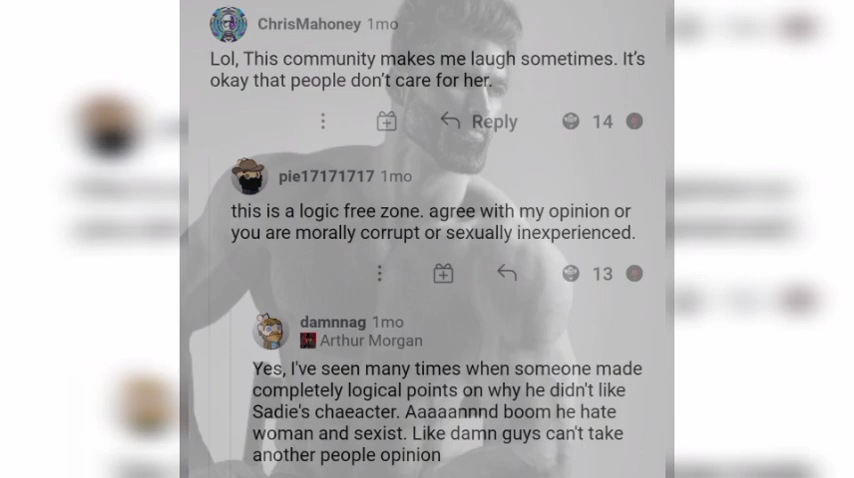 ChrisMahoney 1mo
Lol, This community makes me laugh sometimes. It’s
okay that people don’t care for her.
Reply 14
pie17171717 1mo
this is a logic free zone. agree with my opinion or
you are morally corrupt or sexually inexperienced.
13
damnnag 1mo
Arthur Morgan
Yes, I've seen many times when someone made
completely logical points on why he didn't like
Sadie's chaeacter. Aaaaannnd boom he hate
woman and sexist. Like damn guys can't take
another people opinion